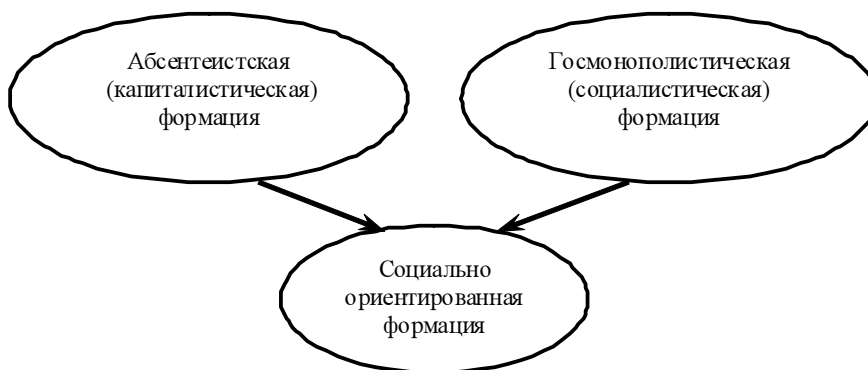 Абсентеистская
(капиталистическая)
формация
Госмонополистическая
(социалистическая)
формация
Социально
ориентированная
формация